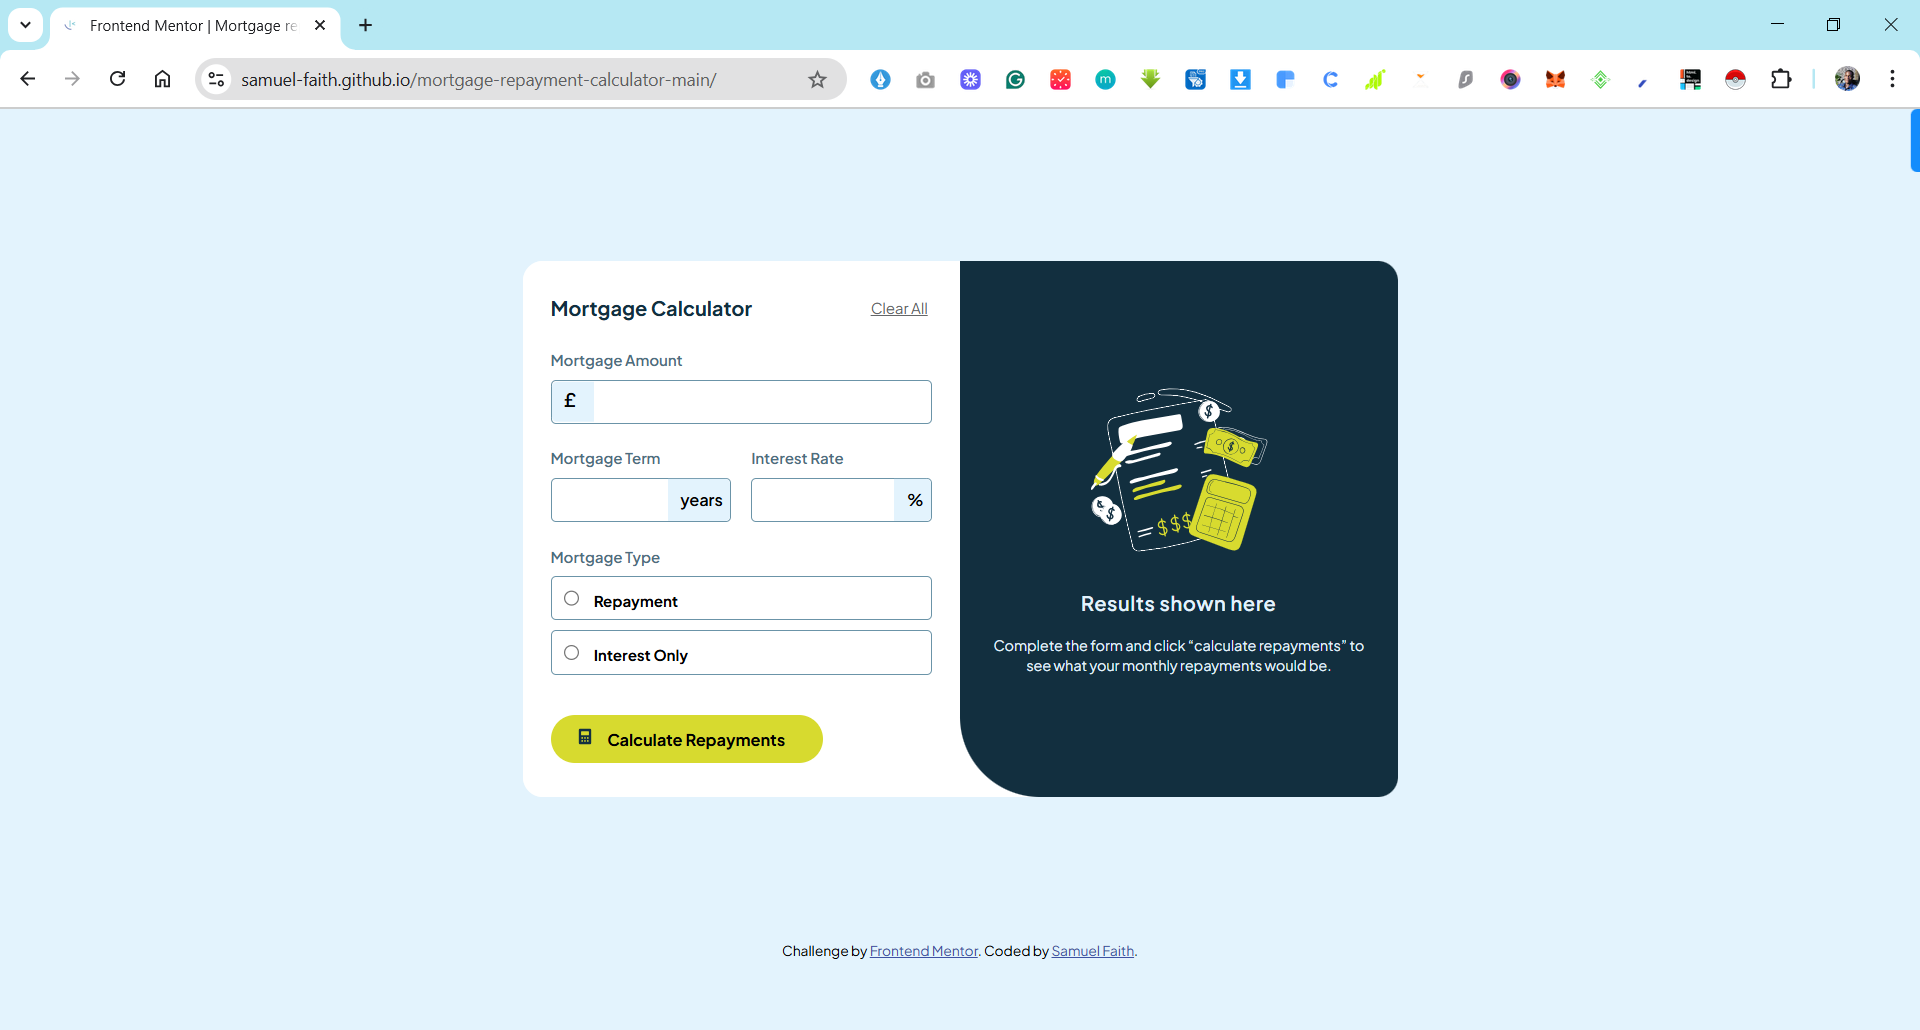 Frontend Mentor | Mortgage re
samuel-faith.github.io/mortgage-repayment-calculator-main/
Mortgage Calculator
Clear All
Mortgage Amount
£
Mortgage Term
Interest Rate
years
%
Mortgage Type
Repayment
Interest Only
Calculate Repayments
$
$
$
$
$$$
Results shown here
Complete the form and click “calculate repayments” to
see what your monthly repayments would be.
Challenge by Frontend Mentor. Coded by Samuel Faith.